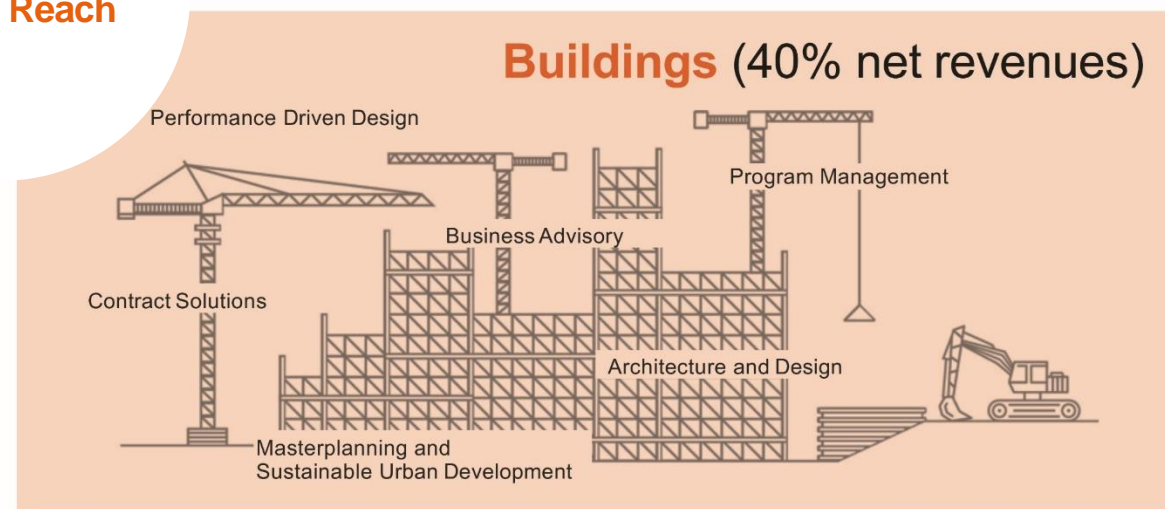 Reach
Buildings (40% net revenues)
Performance Driven Design
Program Management
Business Advisory
Contract Solutions
Architecture and Design
Masterplanning and
Sustainable Urban Development